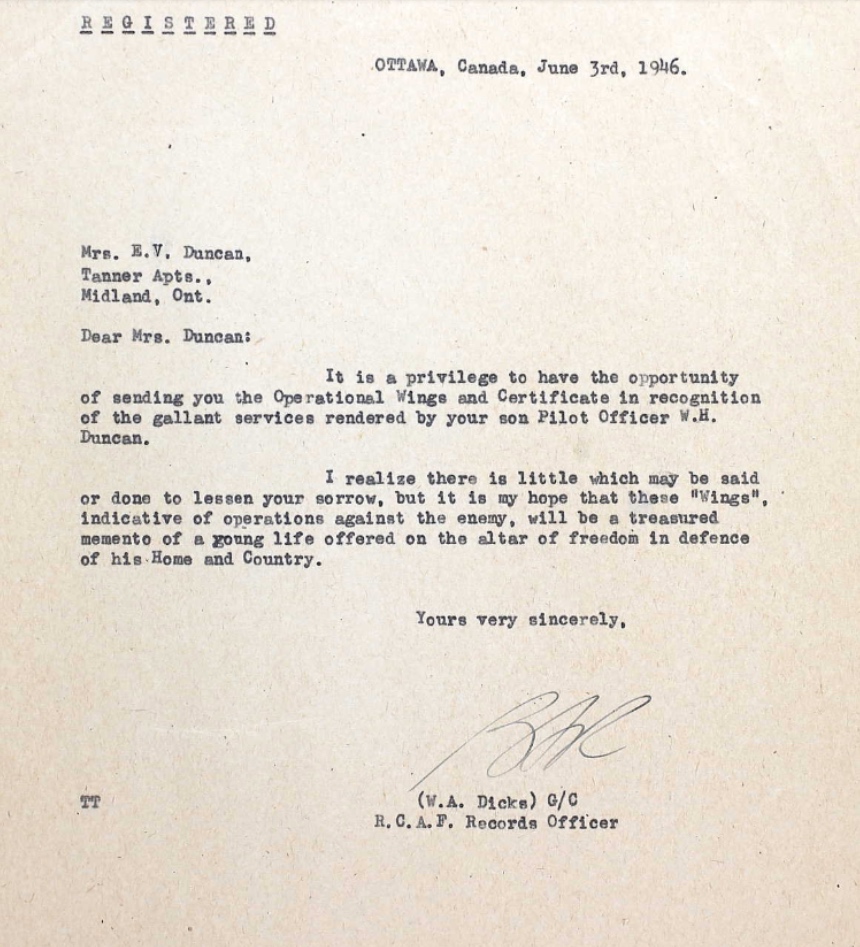 R E G I S T E R E D
OTTAWA, Canada, June 3rd, 1946.
Mrs. E.V. Duncan,
Tanner Apts.,
Midland, Ont.
Dear Mrs. Duncan:
It is a privilege to have the opportunity
of sending you the Operational Wings and Certificate in recognition
of the gallant services rendered by your son Pilot Officer W.H.
Duncan.
I realize there is little which may be said
or done to lessen your sorrow, but it is my hope that these "Wings",
indicative of operations against the enemy, will be a treasured
memento of a young life offered on the altar of freedom in defence
of his Home and Country.
Yours very sincerely,
TT
(W.A. Dicks) G/C
R.C.A.F. Records Officer